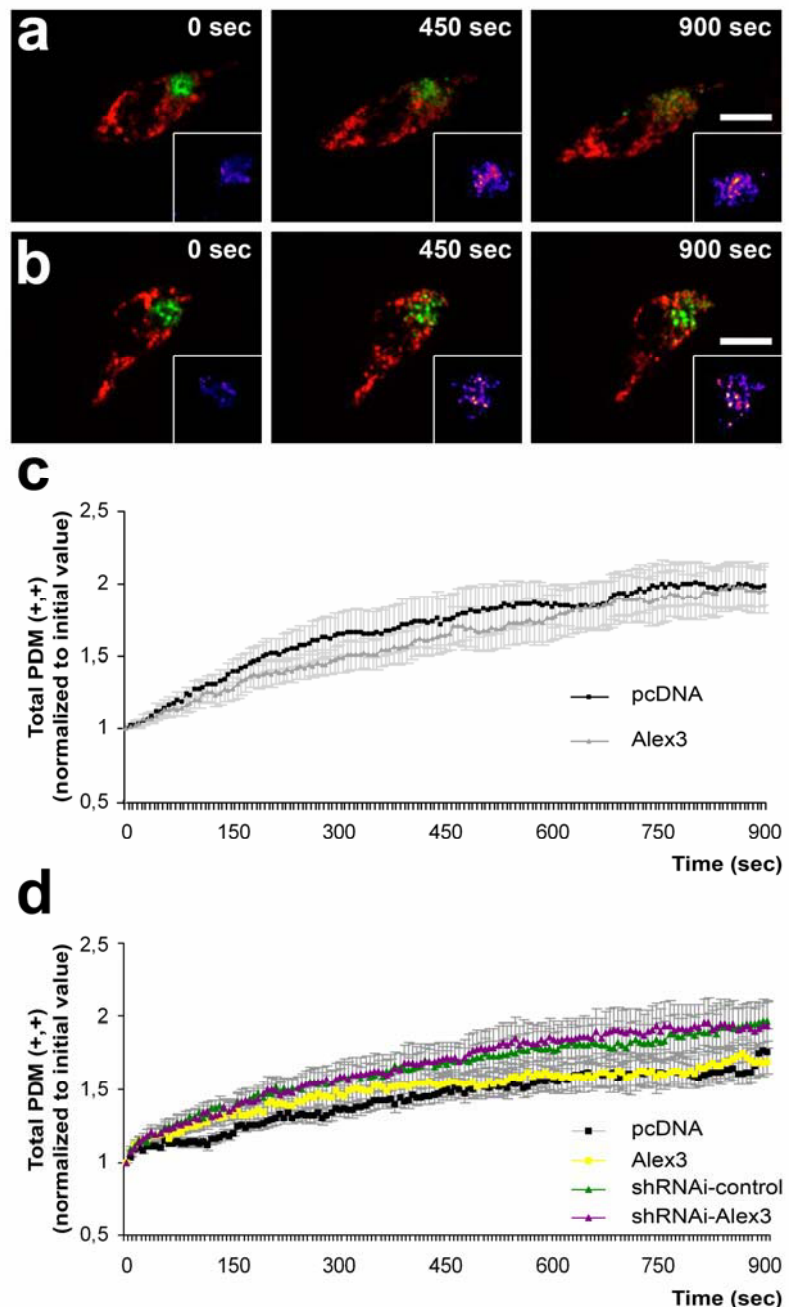 a
0 sec
450 sec
900 sec
b
0 sec
450 sec
900 sec
c
Total PDM (+,+)
(normalized to initial value)
2,5
2
1,5
1
0,5
pcDNA
Alex3
0 150 300 450 600 750 900
Time (sec)
d
Total PDM (+,+)
(normalized to initial value)
2,5
2
1,5
1
0,5
pcDNA
Alex3
shRNAi-control
shRNAi-Alex3
0 150 300 450 600 750 900
Time (sec)